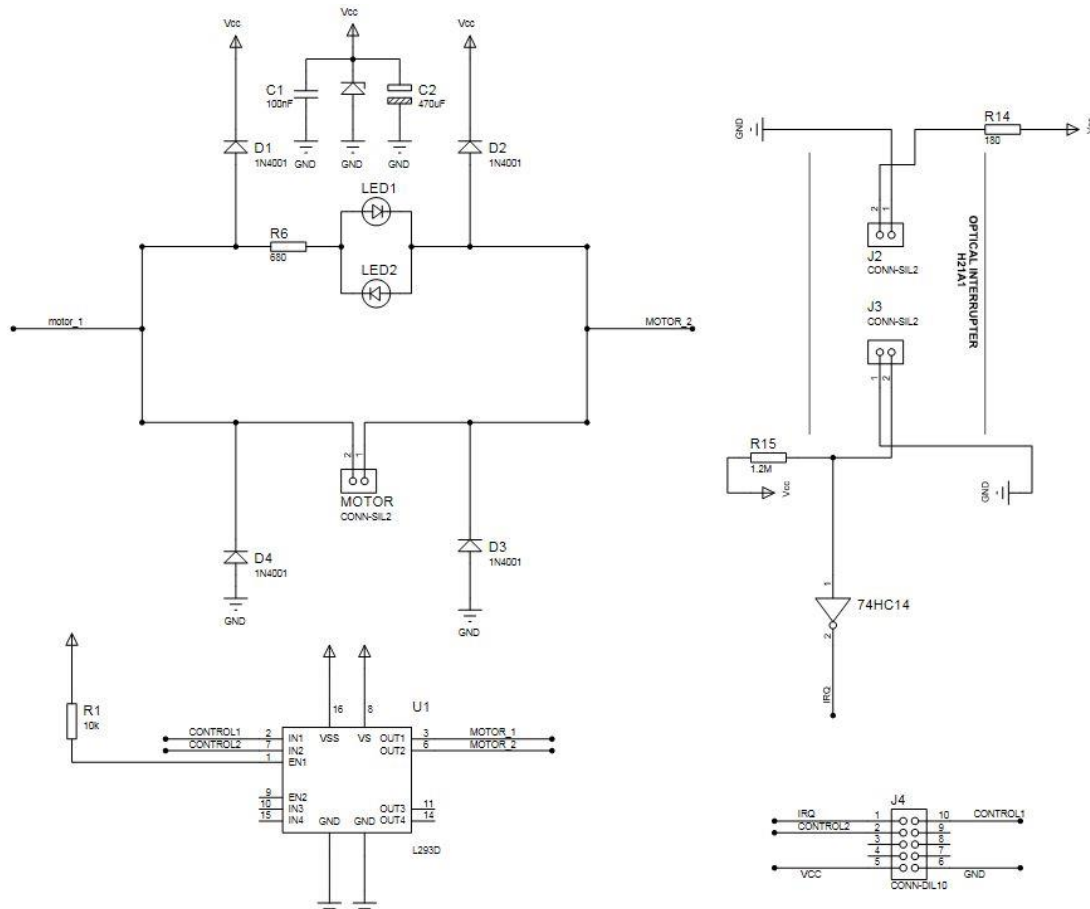 Vcc
Vcc
Vcc
C1
100nF
C2
470uF
GND
GND
GND
D1
1N4001
D2
1N4001
LED1
R6
680
LED2
motor_1
MOTOR_2
2
1
MOTOR
CONN-SIL2
D4
1N4001
GND
D3
1N4001
GND
R1
10k
U1
16
8
CONTROL1
2
IN1
VSS
VS
OUT1
3
MOTOR_1
CONTROL2
7
IN2
OUT2
6
MOTOR_2
1
EN1
9
EN2
10
IN3
OUT3
11
15
IN4
OUT4
14
GND
GND
L293D
GND
R14
180
Vcc
2
1
J2
CONN-SIL2
OPTICAL INTERRUPTER
H21A1
J3
CONN-SIL2
1
2
R15
1.2M
Vcc
GND
1
74HC14
2
IRQ
J4
IRQ
1
10
CONTROL1
CONTROL2
2
9
3
8
4
7
VCC
5
6
GND
CONN-DIL10